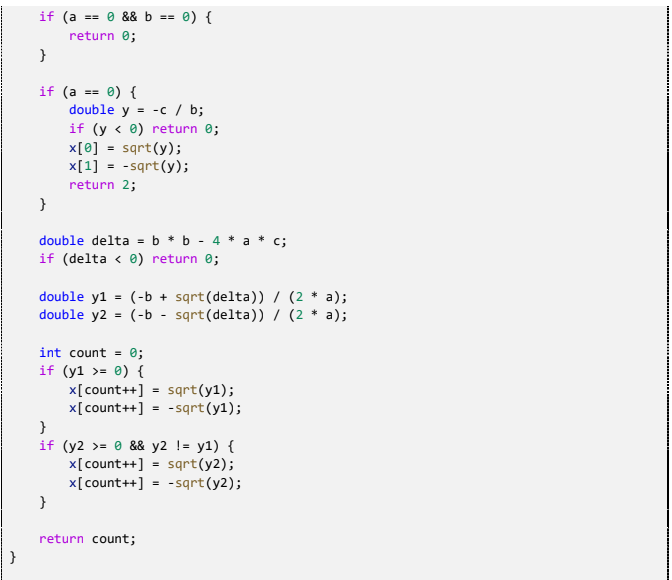 if (a == 0 && b == 0) {
        return 0;
    }

    if (a == 0) {
        double y = -c / b;
        if (y < 0) return 0;
        x[0] = sqrt(y);
        x[1] = -sqrt(y);
        return 2;
    }

    double delta = b * b - 4 * a * c;
    if (delta < 0) return 0;

    double y1 = (-b + sqrt(delta)) / (2 * a);
    double y2 = (-b - sqrt(delta)) / (2 * a);

    int count = 0;
    if (y1 >= 0) {
        x[count++] = sqrt(y1);
        x[count++] = -sqrt(y1);
    }
    if (y2 >= 0 && y2 != y1) {
        x[count++] = sqrt(y2);
        x[count++] = -sqrt(y2);
    }

    return count;
}